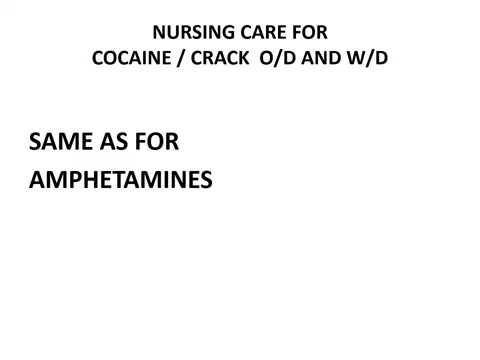 NURSING CARE FOR
COCAINE / CRACK  O/D AND W/D
SAME AS FOR
AMPHETAMINES